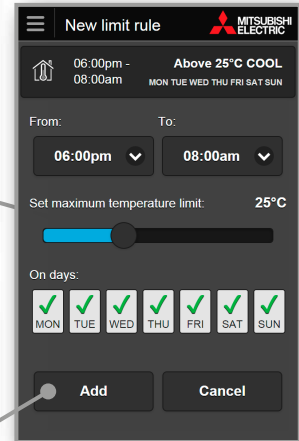 New limit rule
MITSUBISHI
ELECTRIC
06:00pm - Above 25°C COOL
08:00am MON TUE WED THU FRI SAT SUN
From: To:
06:00pm 08:00am
Set maximum temperature limit: 25°C
On days:
MON TUE WED THU FRI SAT SUN
Add Cancel